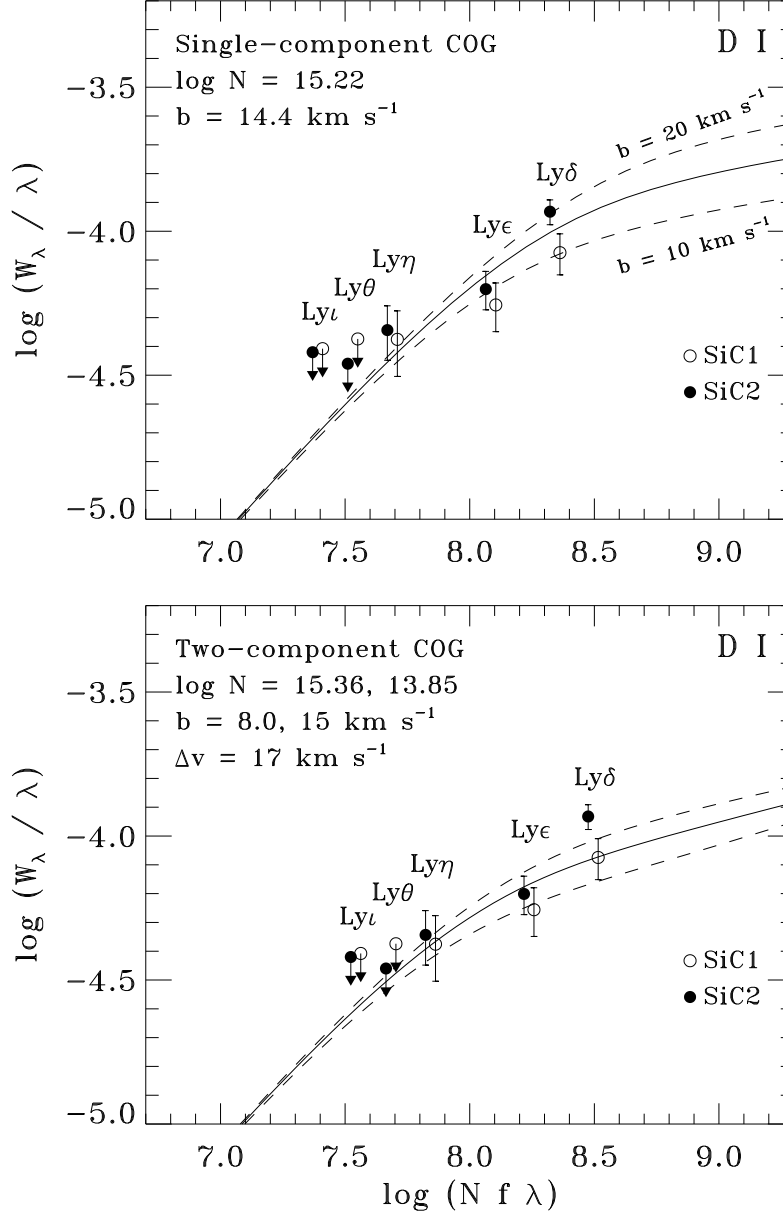 Single-component COG
D I
log N = 15.22
b = 14.4 km s⁻¹
−3.5
−4.0
−4.5
−5.0
log (W_λ / λ)
b = 20 km s⁻¹
b = 10 km s⁻¹
Lyδ
Lyϵ
Lyη
Lyθ
Lyι
SiC1
SiC2
7.0 7.5 8.0 8.5 9.0
Two-component COG
D I
log N = 15.36, 13.85
b = 8.0, 15 km s⁻¹
Δv = 17 km s⁻¹
−3.5
−4.0
−4.5
−5.0
log (W_λ / λ)
Lyδ
Lyϵ
Lyη
Lyθ
Lyι
SiC1
SiC2
7.0 7.5 8.0 8.5 9.0
log (N f λ)